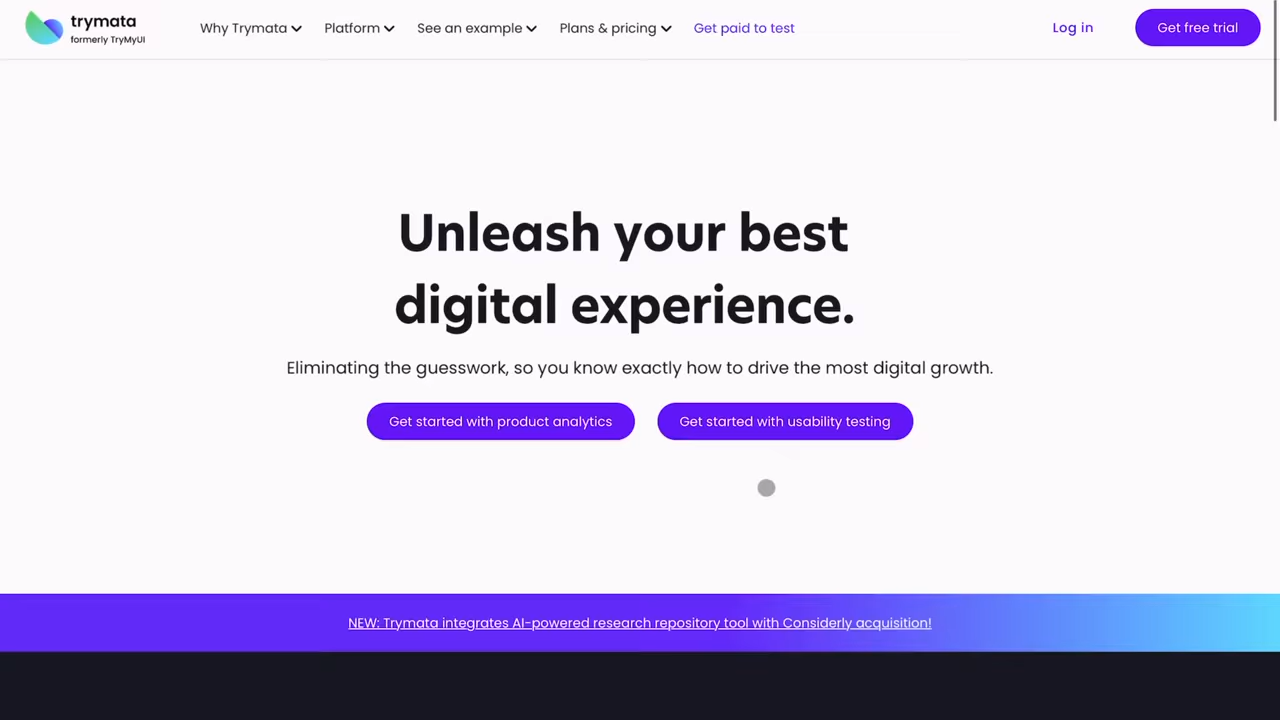 trymata
formerly TryMyUI
Why Trymata
Platform
See an example
Plans & pricing
Get paid to test
Log in
Get free trial
Unleash your best
digital experience.
Eliminating the guesswork, so you know exactly how to drive the most digital growth.
Get started with product analytics
Get started with usability testing
NEW: Trymata integrates AI-powered research repository tool with Considerly acquisition!